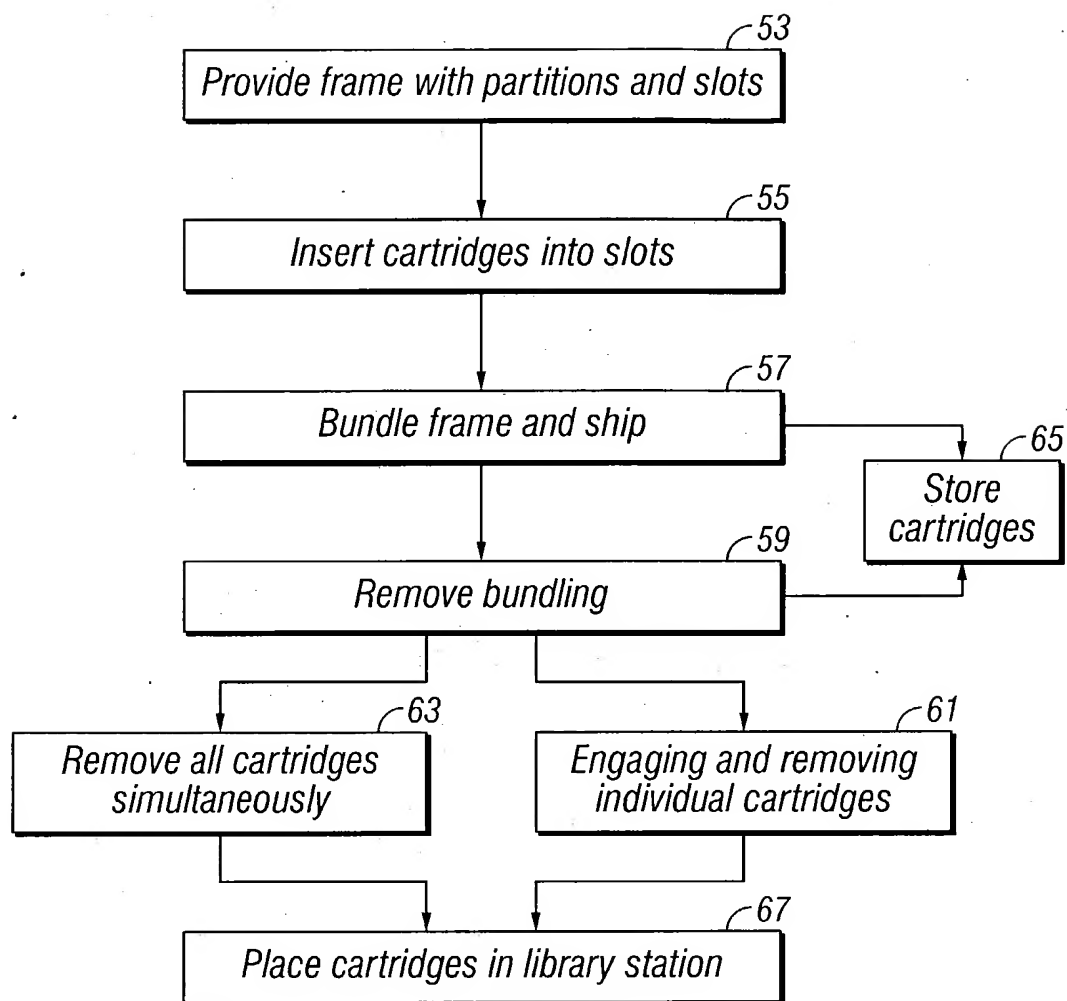 53
Provide frame with partitions and slots
55
Insert cartridges into slots
57
Bundle frame and ship
65
Store
cartridges
59
Remove bundling
63
Remove all cartridges
simultaneously
61
Engaging and removing
individual cartridges
67
Place cartridges in library station